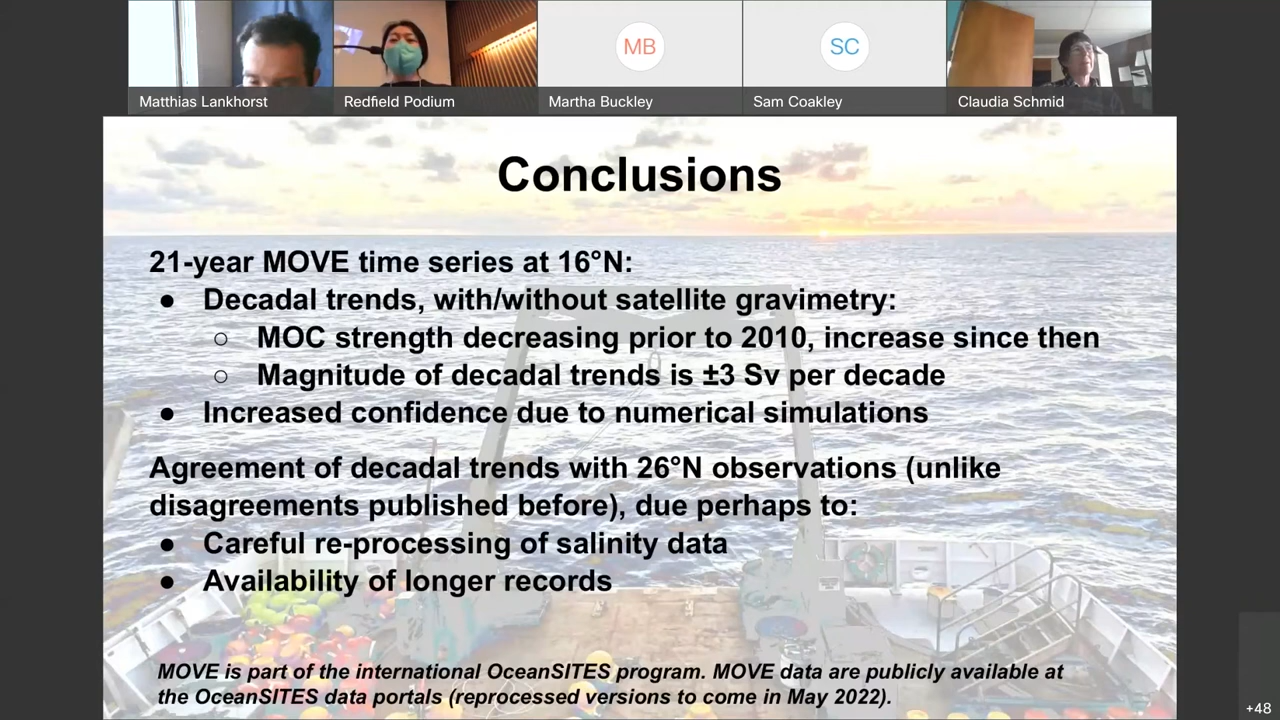 MB
SC
Matthias Lankhorst
Redfield Podium
Martha Buckley
Sam Coakley
Claudia Schmid
Conclusions
21-year MOVE time series at 16°N:
● Decadal trends, with/without satellite gravimetry:
○ MOC strength decreasing prior to 2010, increase since then
○ Magnitude of decadal trends is ±3 Sv per decade
● Increased confidence due to numerical simulations
Agreement of decadal trends with 26°N observations (unlike
disagreements published before), due perhaps to:
● Careful re-processing of salinity data
● Availability of longer records
MOVE is part of the international OceanSITES program. MOVE data are publicly available at
the OceanSITES data portals (reprocessed versions to come in May 2022).
+48